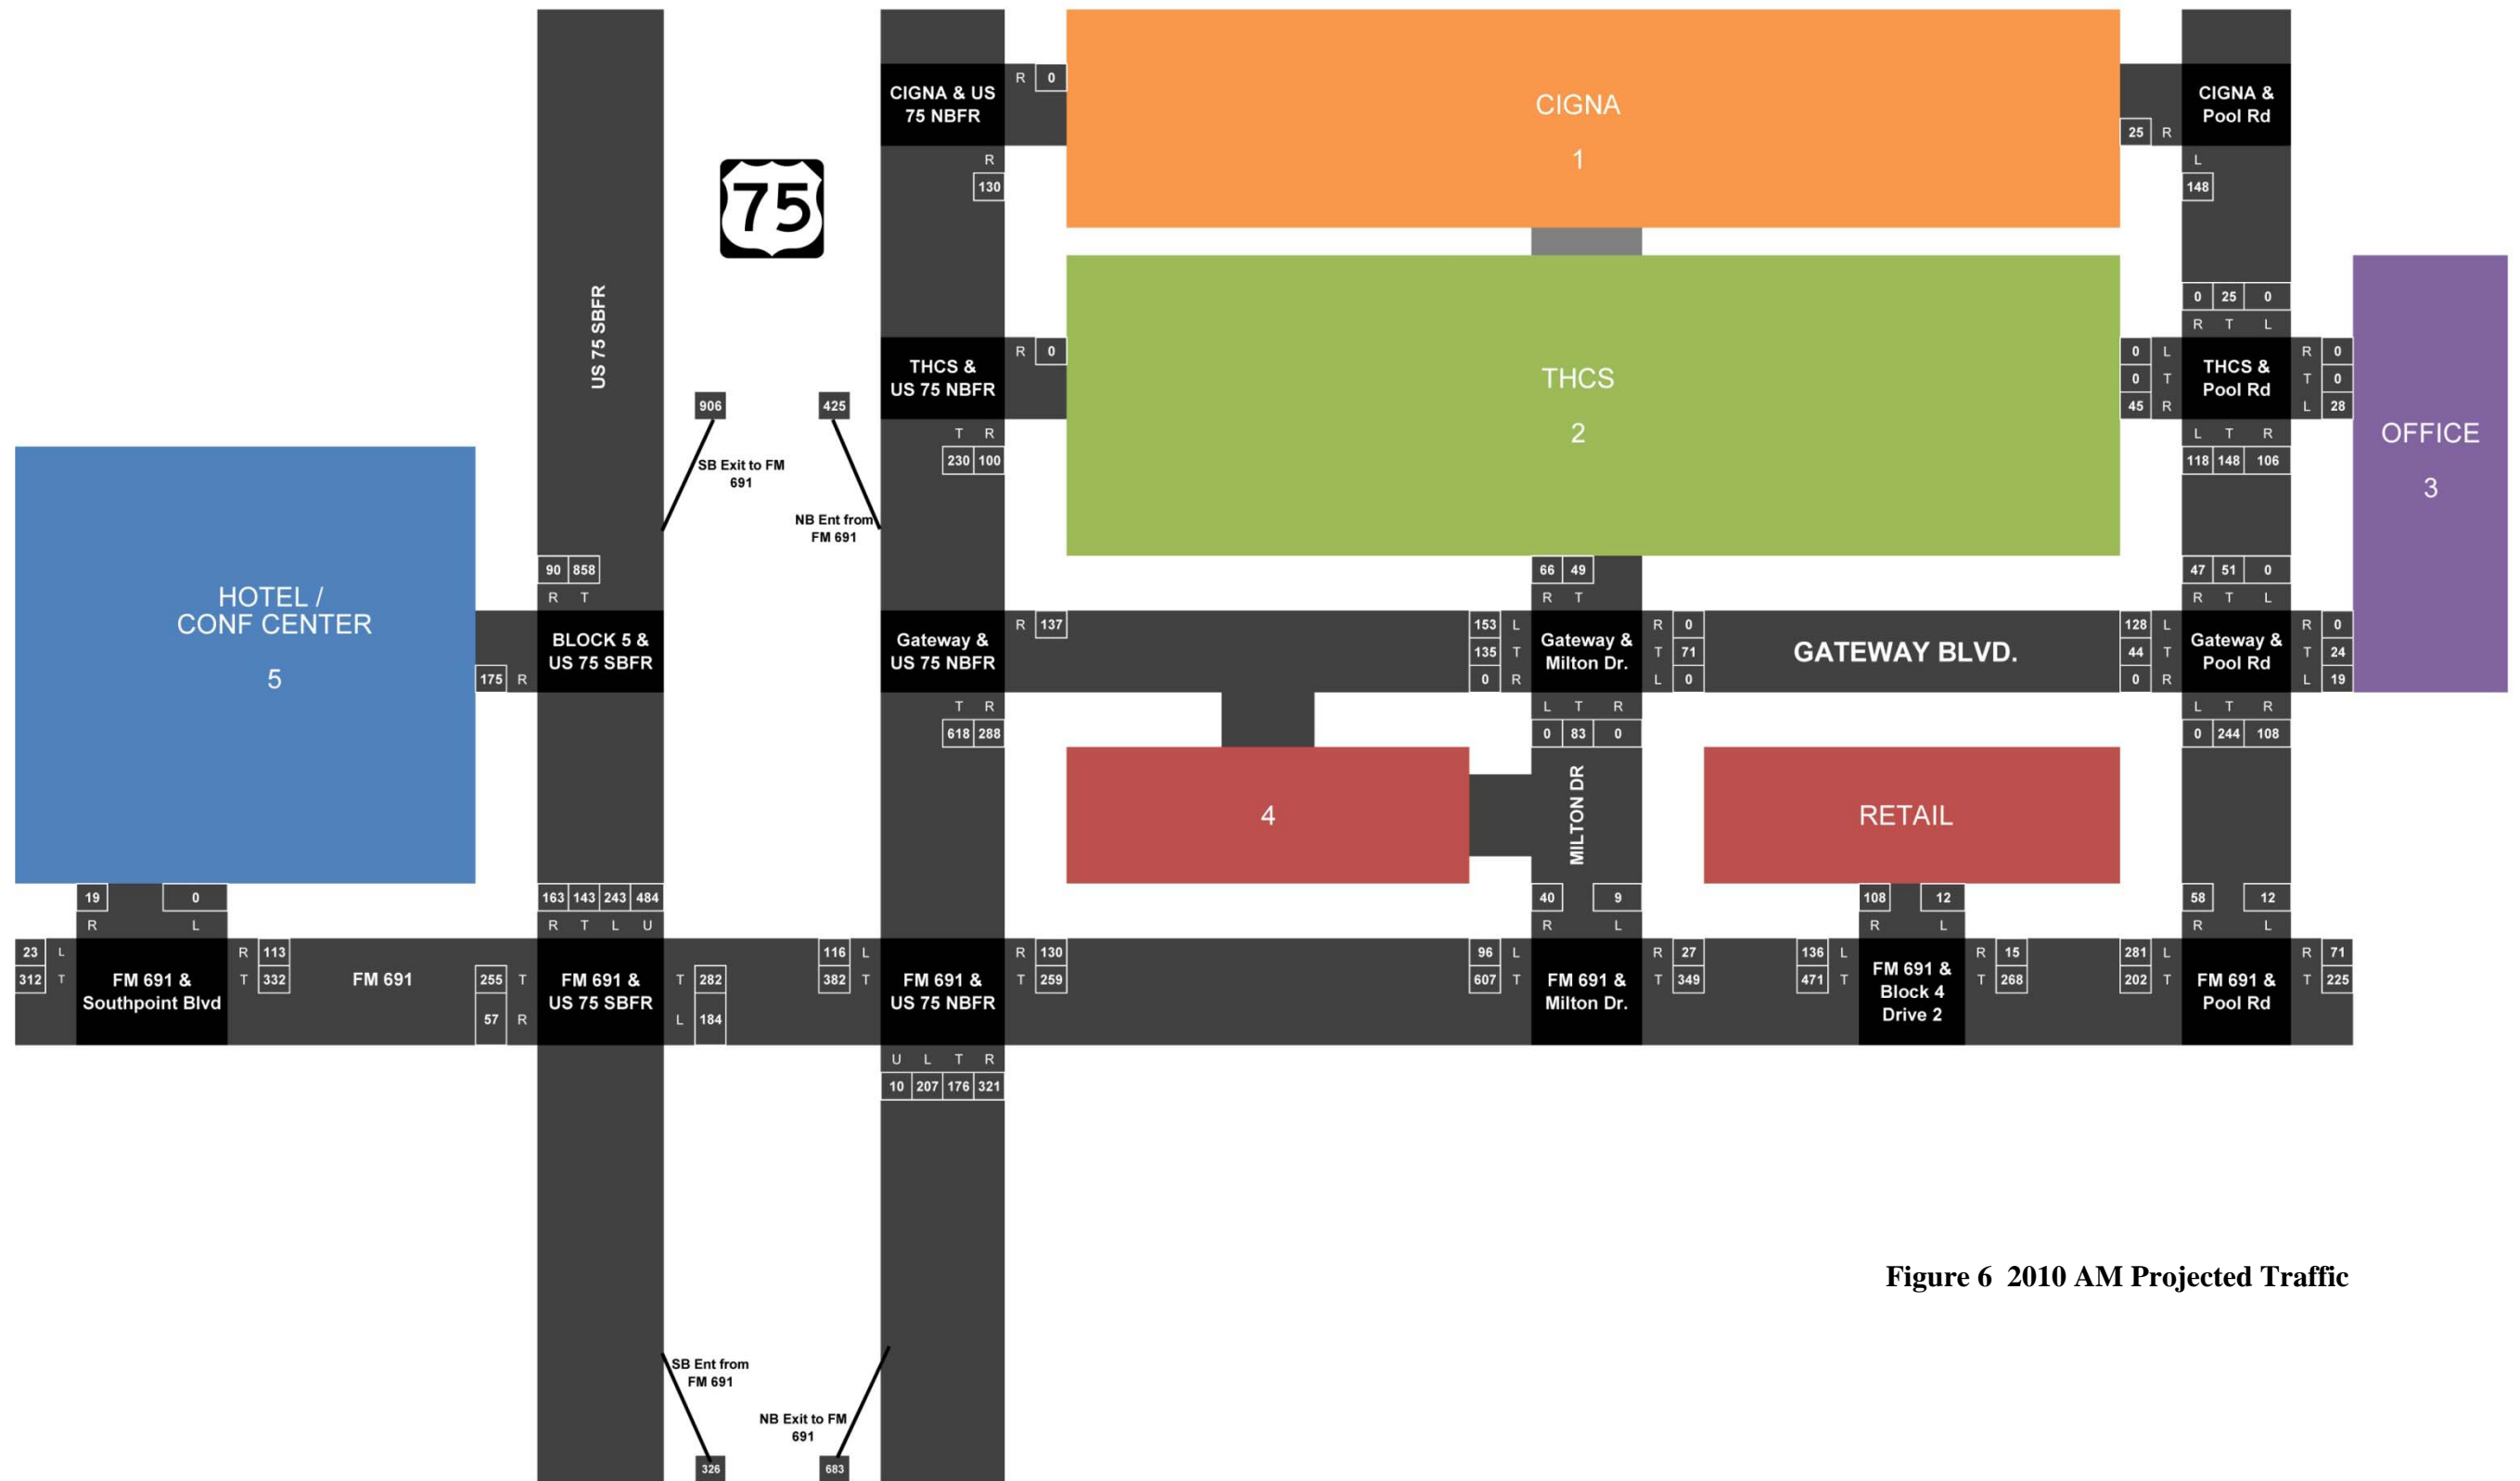 R 0
CIGNA & US
75 NBFR
R
130
CIGNA
1
CIGNA &
Pool Rd
25 R
L
148
75
US 75 SBFR
0 25 0
R T L
R 0
THCS &
US 75 NBFR
T R
230 100
THCS
2
0 L
0 T
45 R
THCS &
Pool Rd
R 0
T 0
L 28
L T R
118 148 106
OFFICE
3
906
425
SB Exit to FM
691
NB Ent from
FM 691
HOTEL /
CONF CENTER
5
90 858
R T
BLOCK 5 &
US 75 SBFR
175 R
Gateway &
US 75 NBFR
R 137
T R
618 288
66 49
R T
153 L
135 T
0 R
Gateway &
Milton Dr.
R 0
T 71
L 0
L T R
0 83 0
GATEWAY BLVD.
47 51 0
R T L
128 L
44 T
0 R
Gateway &
Pool Rd
R 0
T 24
L 19
L T R
0 244 108
4
MILTON DR
RETAIL
19 0
R L
23 L
312 T
FM 691 &
Southpoint Blvd
R 113
T 332
FM 691
163 143 243 484
R T L U
255 T
57 R
FM 691 &
US 75 SBFR
T 282
L 184
116 L
382 T
FM 691 &
US 75 NBFR
R 130
T 259
U L T R
10 207 176 321
40 9
R L
96 L
607 T
FM 691 &
Milton Dr.
R 27
T 349
108 12
R L
136 L
471 T
FM 691 &
Block 4
Drive 2
R 15
T 268
58 12
R L
281 L
202 T
FM 691 &
Pool Rd
R 71
T 225
Figure 6 2010 AM Projected Traffic
SB Ent from
FM 691
NB Exit to FM
691
326
683